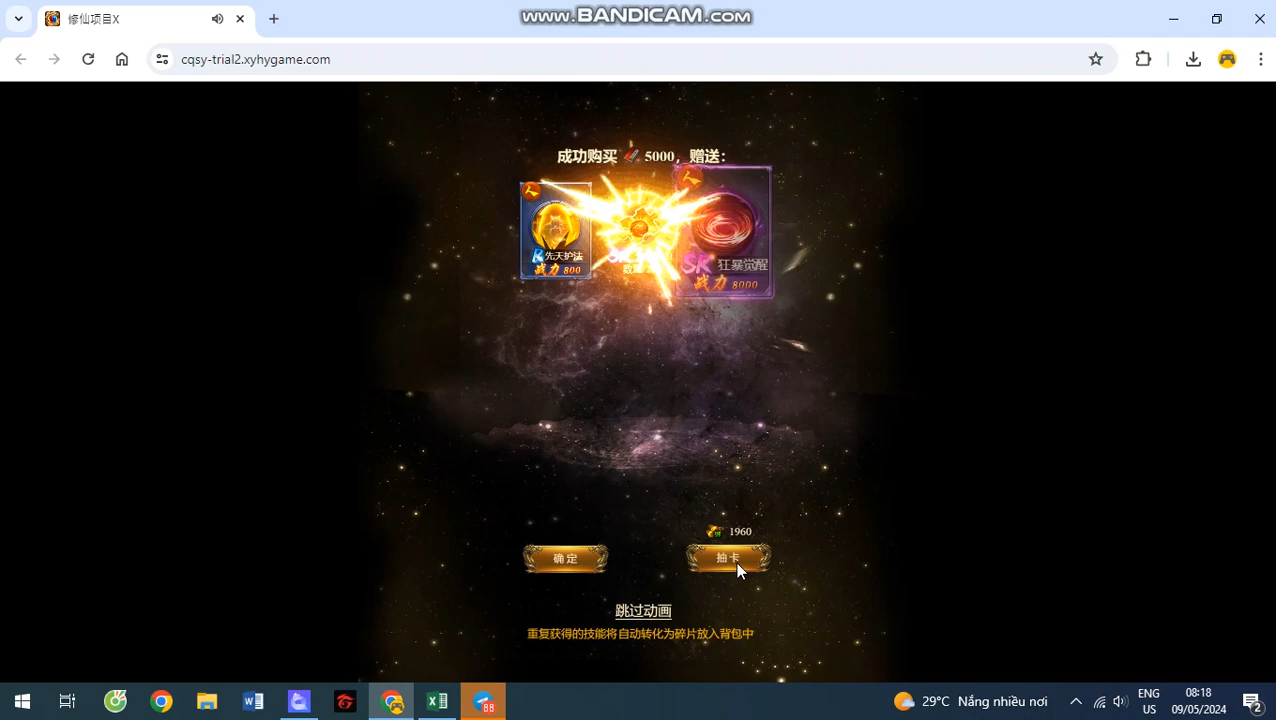 修仙项目X
www.BANDICAM.com
cqsy-trial2.xyhygame.com
成功购买 5000，赠送：
R 先天护法
战力 800
SR 狂暴觉醒
战力 8000
1960
确定
抽卡
跳过动画
重复获得的技能将自动转化为碎片放入背包中
88
29°C Nắng nhiều nơi
ENG
US
08:18
09/05/2024
2